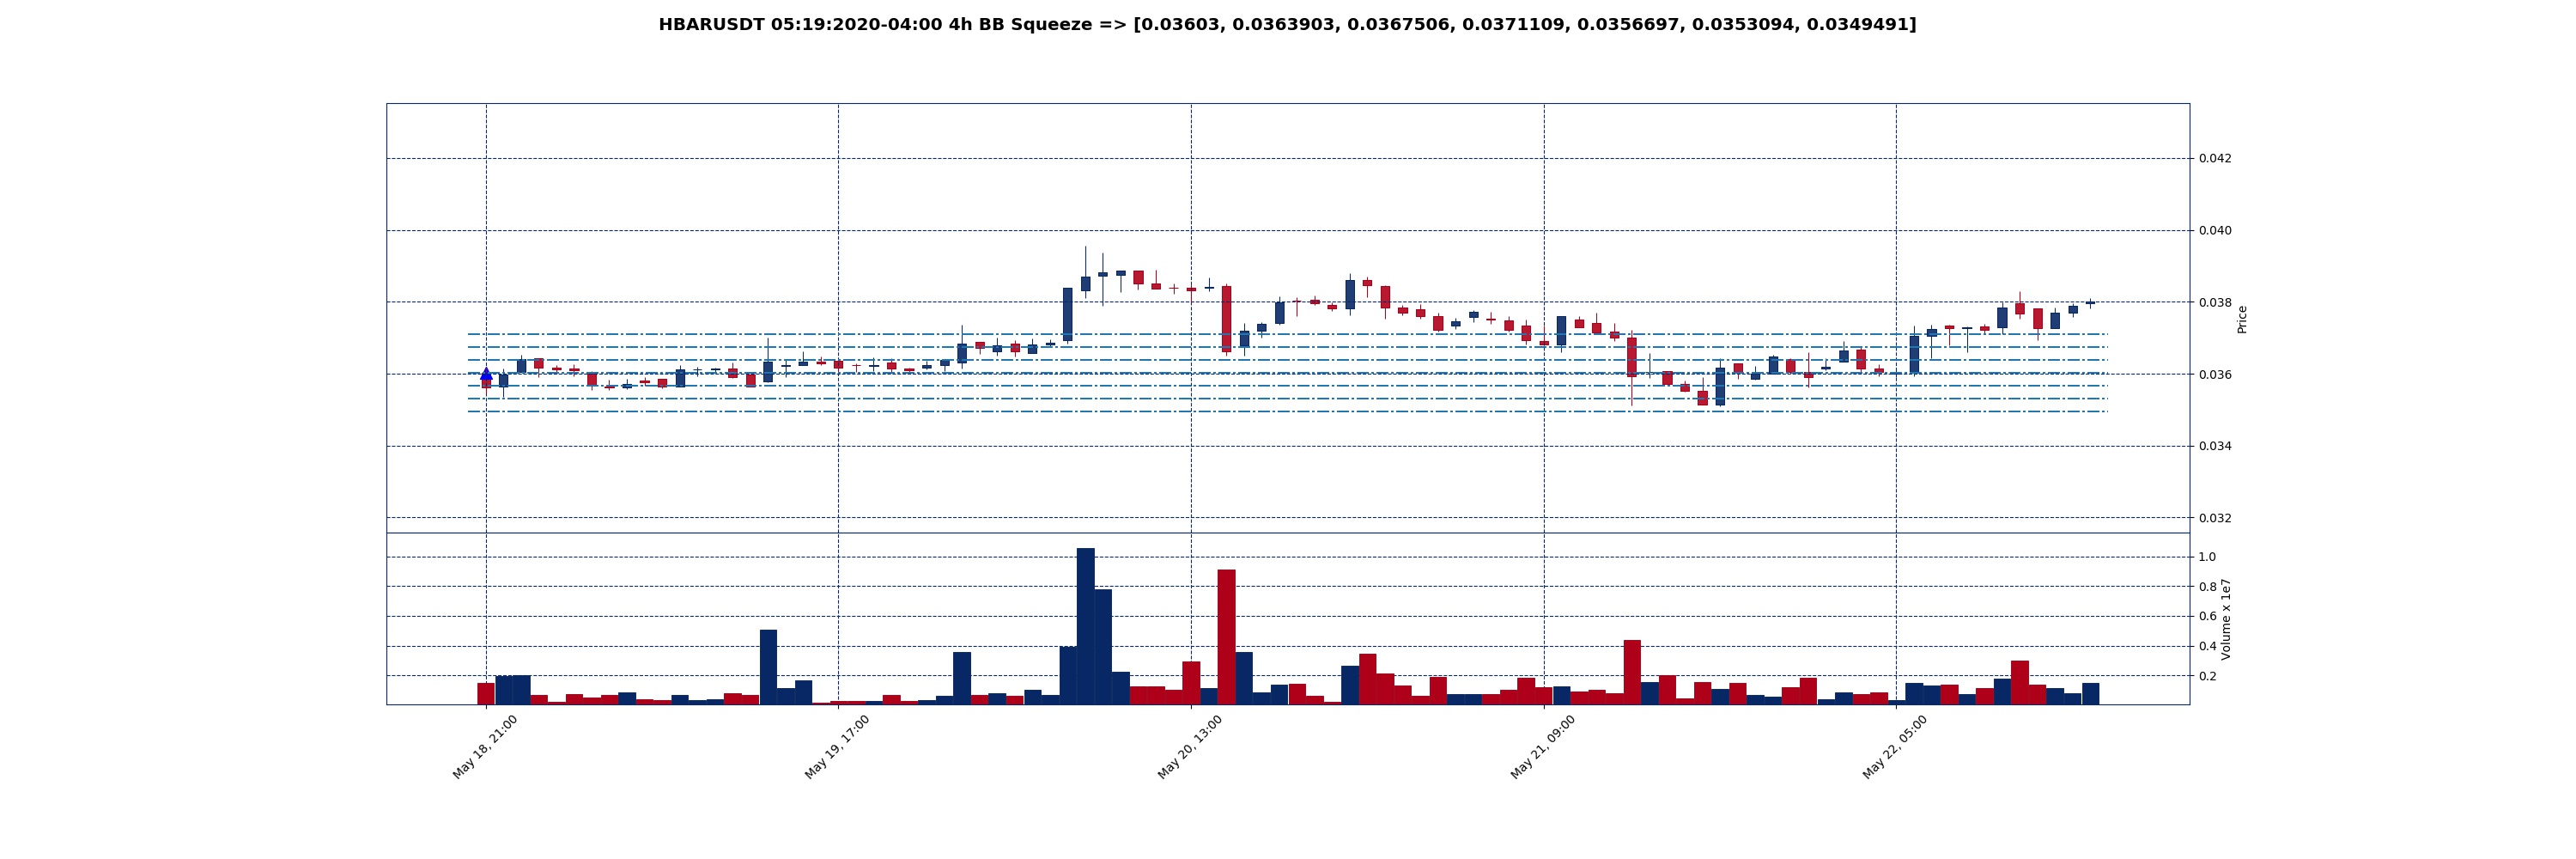 HBARUSDT 05:19:2020-04:00 4h BB Squeeze => [0.03603, 0.0363903, 0.0367506, 0.0371109, 0.0356697, 0.0353094, 0.0349491]
0.042
0.040
0.038
0.036
0.034
0.032
Price
1.0
0.8
0.6
0.4
0.2
Volume x 1e7
May 18, 21:00
May 19, 17:00
May 20, 13:00
May 21, 09:00
May 22, 05:00